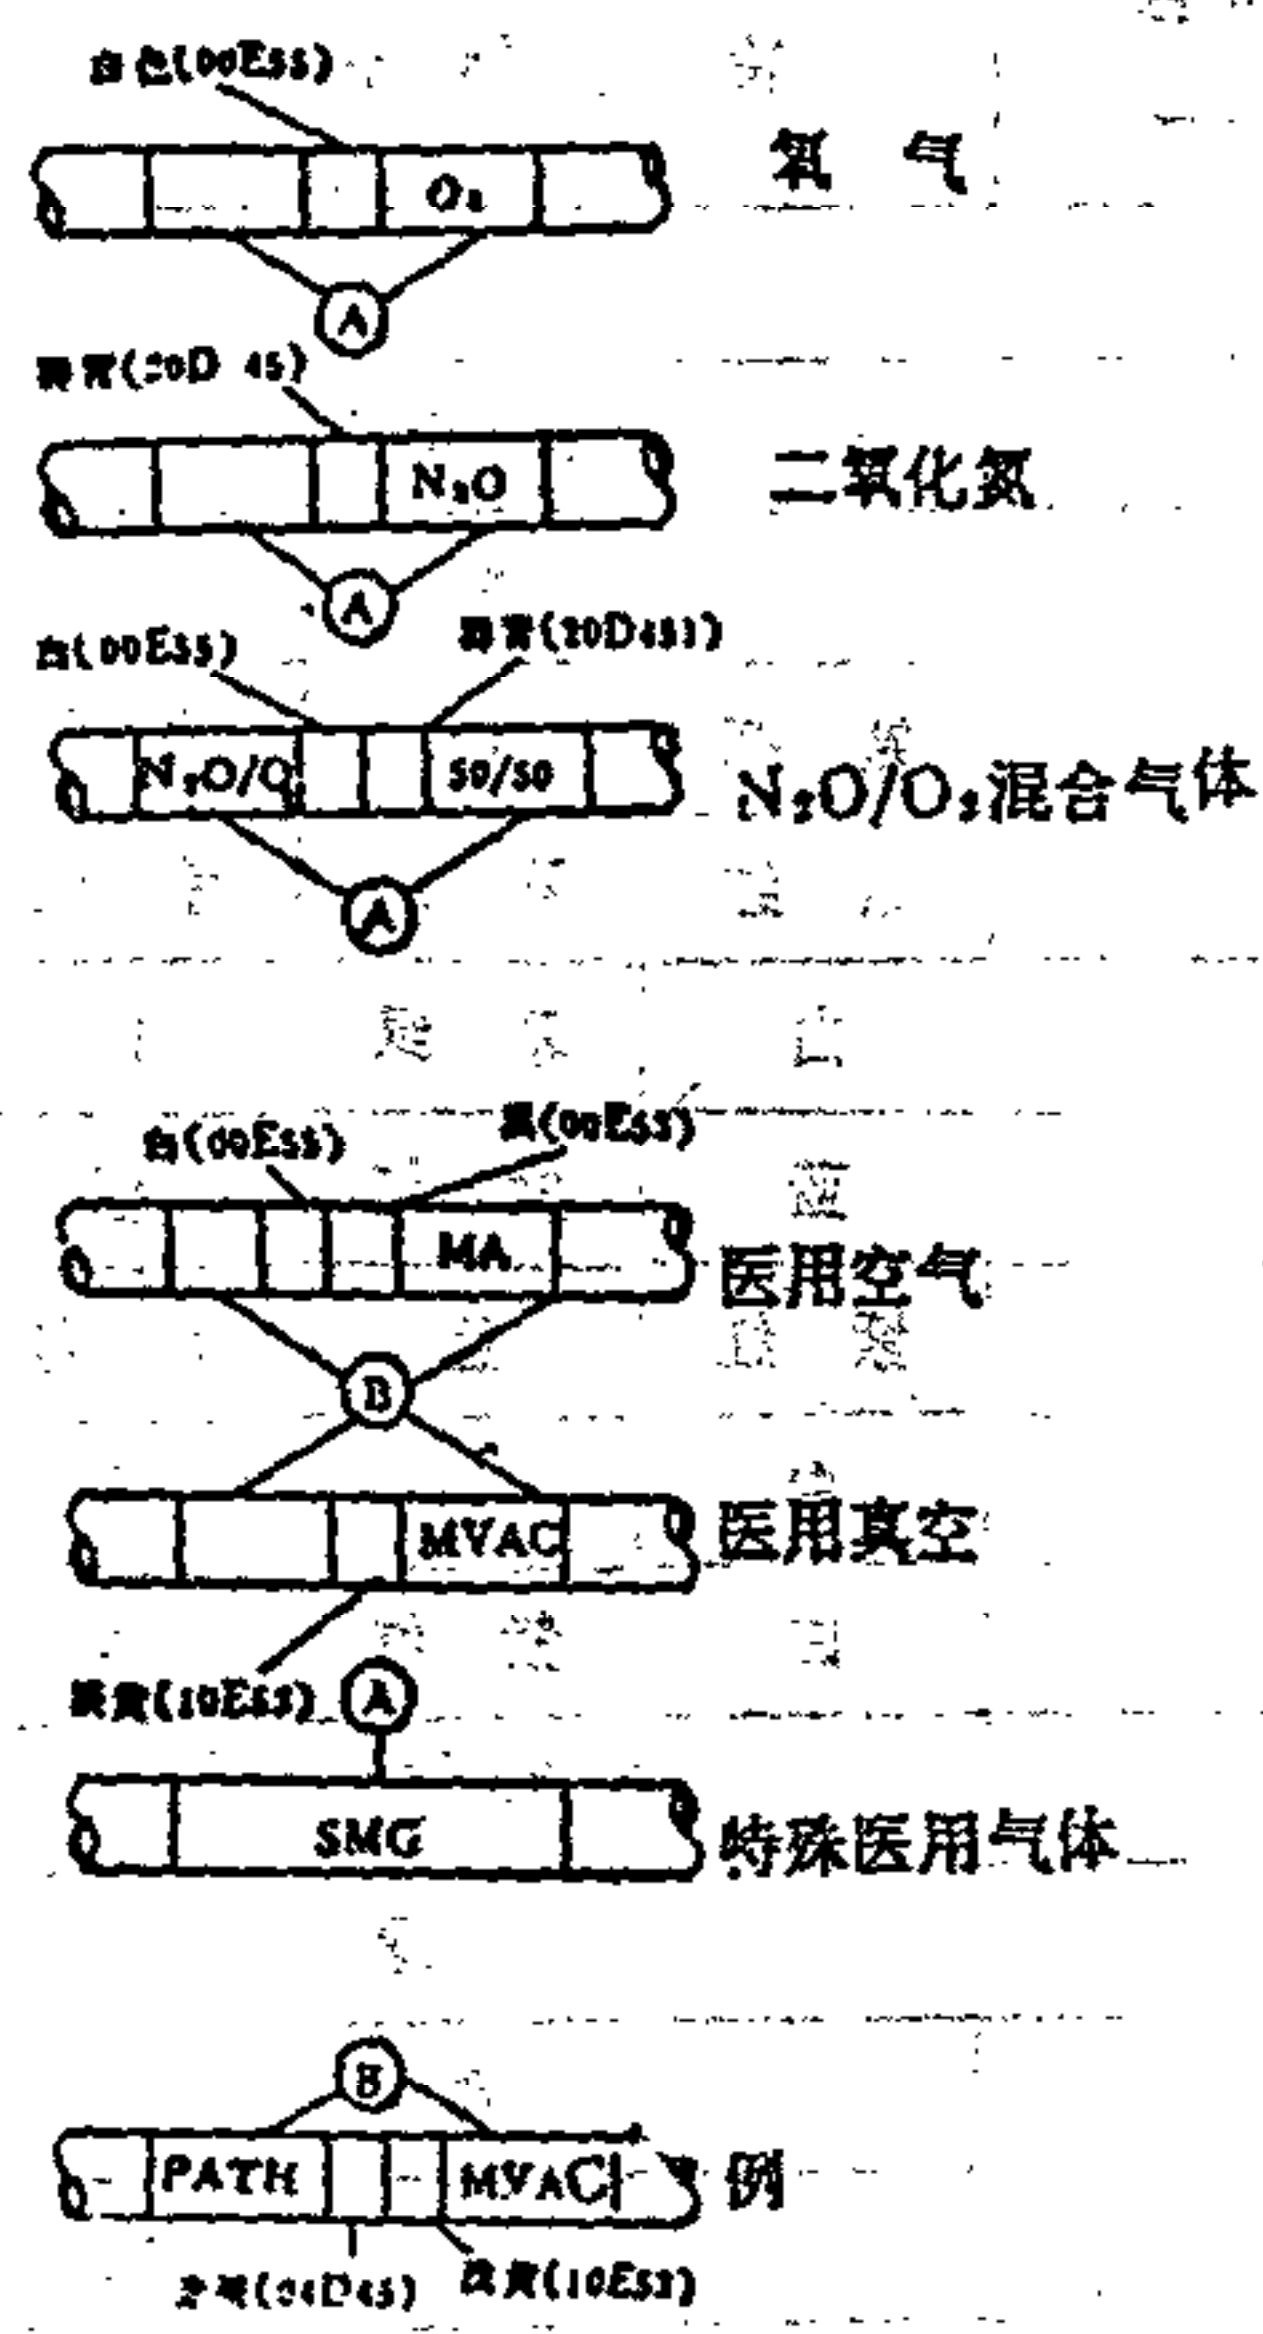 白色(00E55)
氧 气
O₂
A
(20D 45)
二氧化氮
N₂O
A
白(00E55)
(20D45)
N₂O/O
50/50
N₂O/O₂混合气体
A
白(00E55)
黑(00E53)
MA
医用空气
B
MVAC
医用真空
(10E53)
A
SMG
特殊医用气体
B
PATH
MVAC
例
(04D45)
(10E53)